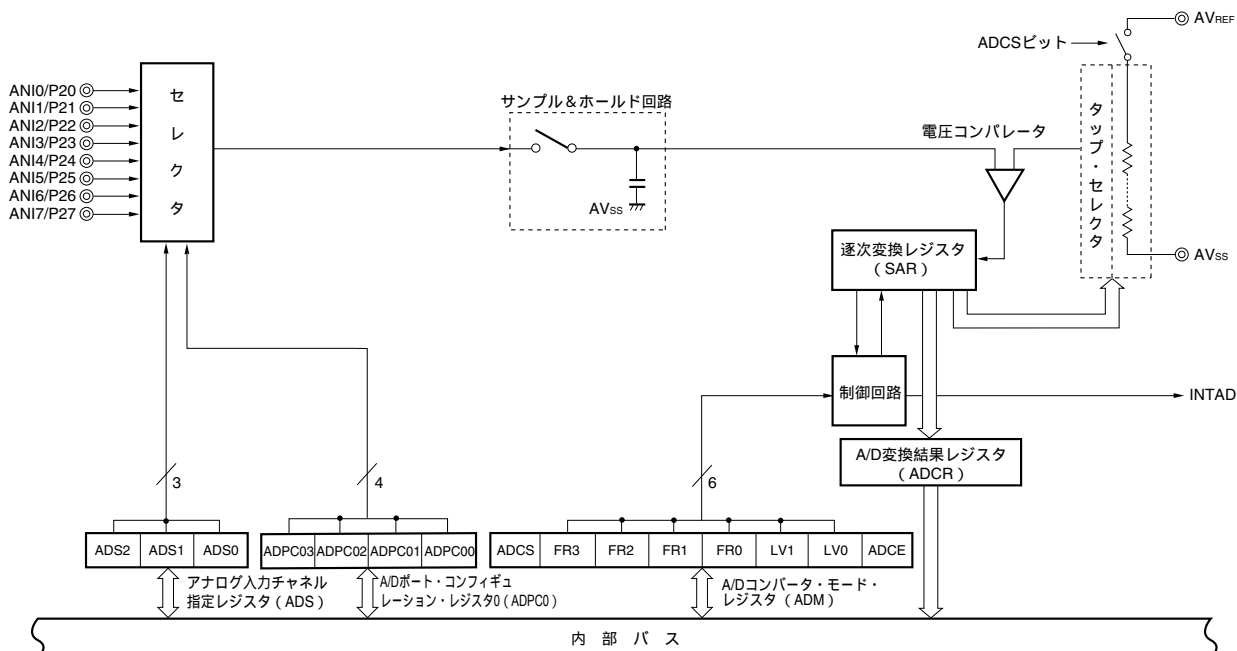 AVREF
ADCSビット
ANI0/P20
ANI1/P21
ANI2/P22
ANI3/P23
ANI4/P24
ANI5/P25
ANI6/P26
ANI7/P27
セレクタ
サンプル＆ホールド回路
AVSS
電圧コンパレータ
タップ・セレクタ
AVSS
逐次変換レジスタ
（SAR）
制御回路
INTAD
A/D変換結果レジスタ
（ADCR）
3
4
6
ADS2 ADS1 ADS0
ADPC03 ADPC02 ADPC01 ADPC00
ADCS FR3 FR2 FR1 FR0 LV1 LV0 ADCE
アナログ入力チャネル
指定レジスタ（ADS）
A/Dポート・コンフィギュ
レーション・レジスタ0（ADPC0）
A/Dコンバータ・モード・
レジスタ（ADM）
内 部 バ ス